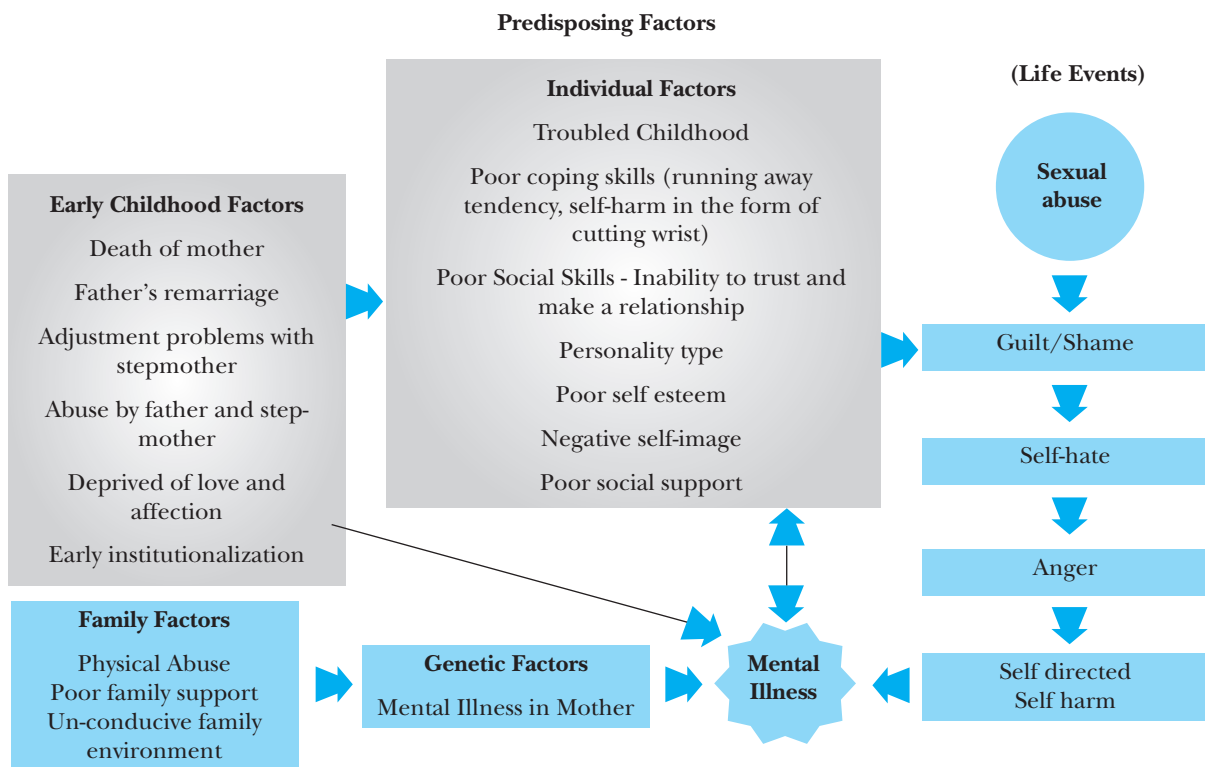 Predisposing Factors
Early Childhood Factors
Death of mother
Father’s remarriage
Adjustment problems with
stepmother
Abuse by father and step-
mother
Deprived of love and
affection
Early institutionalization
Individual Factors
Troubled Childhood
Poor coping skills (running away
tendency, self-harm in the form of
cutting wrist)
Poor Social Skills - Inability to trust and
make a relationship
Personality type
Poor self esteem
Negative self-image
Poor social support
(Life Events)
Sexual
abuse
Guilt/Shame
Self-hate
Anger
Self directed
Self harm
Family Factors
Physical Abuse
Poor family support
Un-conducive family
environment
Genetic Factors
Mental Illness in Mother
Mental
Illness